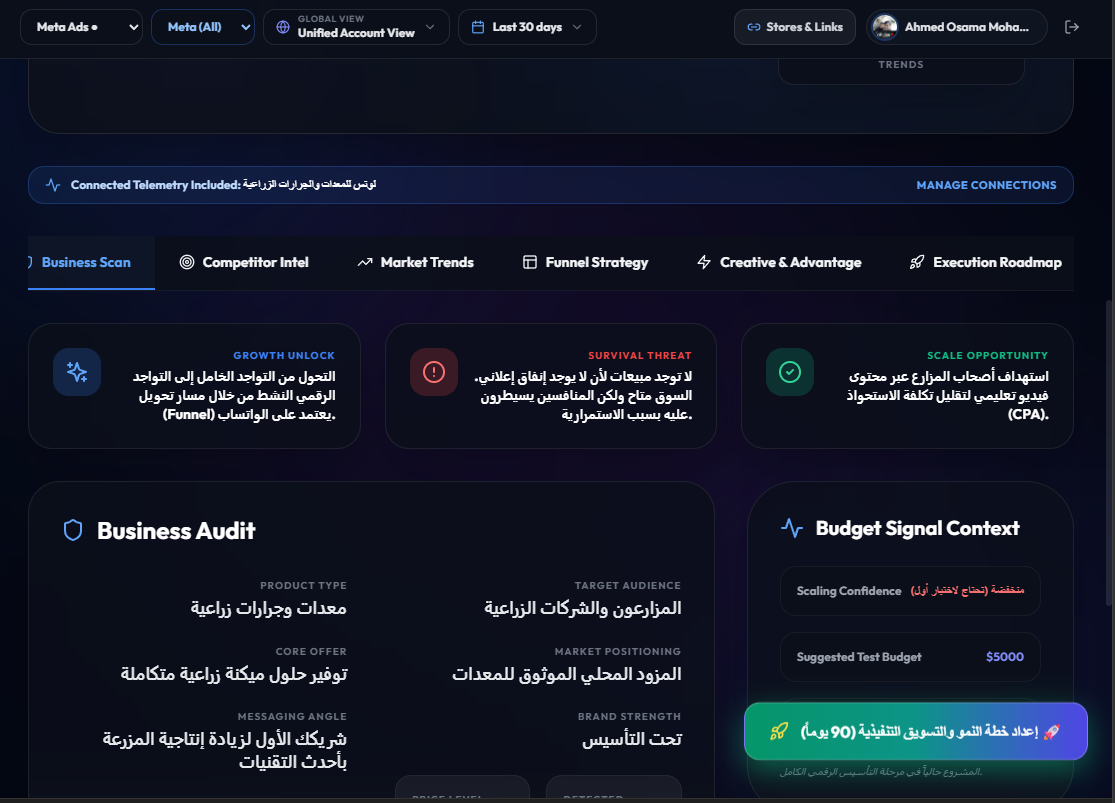 Meta Ads ●
Meta (All)
GLOBAL VIEW
Unified Account View
Last 30 days
Stores & Links
Ahmed Osama Moha...
TRENDS
Connected Telemetry Included: لوتس للمعدات والجرارات الزراعية
MANAGE CONNECTIONS
Business Scan
Competitor Intel
Market Trends
Funnel Strategy
Creative & Advantage
Execution Roadmap
GROWTH UNLOCK
التحول من التواجد الخامل إلى التواجد
الرقمي النشط من خلال مسار تحويل
(Funnel) يعتمد على الواتساب.
SURVIVAL THREAT
لا توجد مبيعات لأن لا يوجد إنفاق إعلاني.
السوق متاح ولكن المنافسين يسيطرون
عليه بسبب الاستمرارية.
SCALE OPPORTUNITY
استهداف أصحاب المزارع عبر محتوى
فيديو تعليمي لتقليل تكلفة الاستحواذ
(CPA).
Business Audit
PRODUCT TYPE
معدات وجرارات زراعية
TARGET AUDIENCE
المزارعون والشركات الزراعية
CORE OFFER
توفير حلول ميكنة زراعية متكاملة
MARKET POSITIONING
المزود المحلي الموثوق للمعدات
MESSAGING ANGLE
شريكك الأول لزيادة إنتاجية المزرعة
بأحدث التقنيات
BRAND STRENGTH
تحت التأسيس
PRICE LEVEL
DETECTED
Budget Signal Context
Scaling Confidence
منخفضة (تحتاج لاختبار أول)
Suggested Test Budget
$5000
🚀 إعداد خطة النمو والتسويق التنفيذية (90 يوماً)
المشروع حالياً في مرحلة التأسيس الرقمي الكامل.